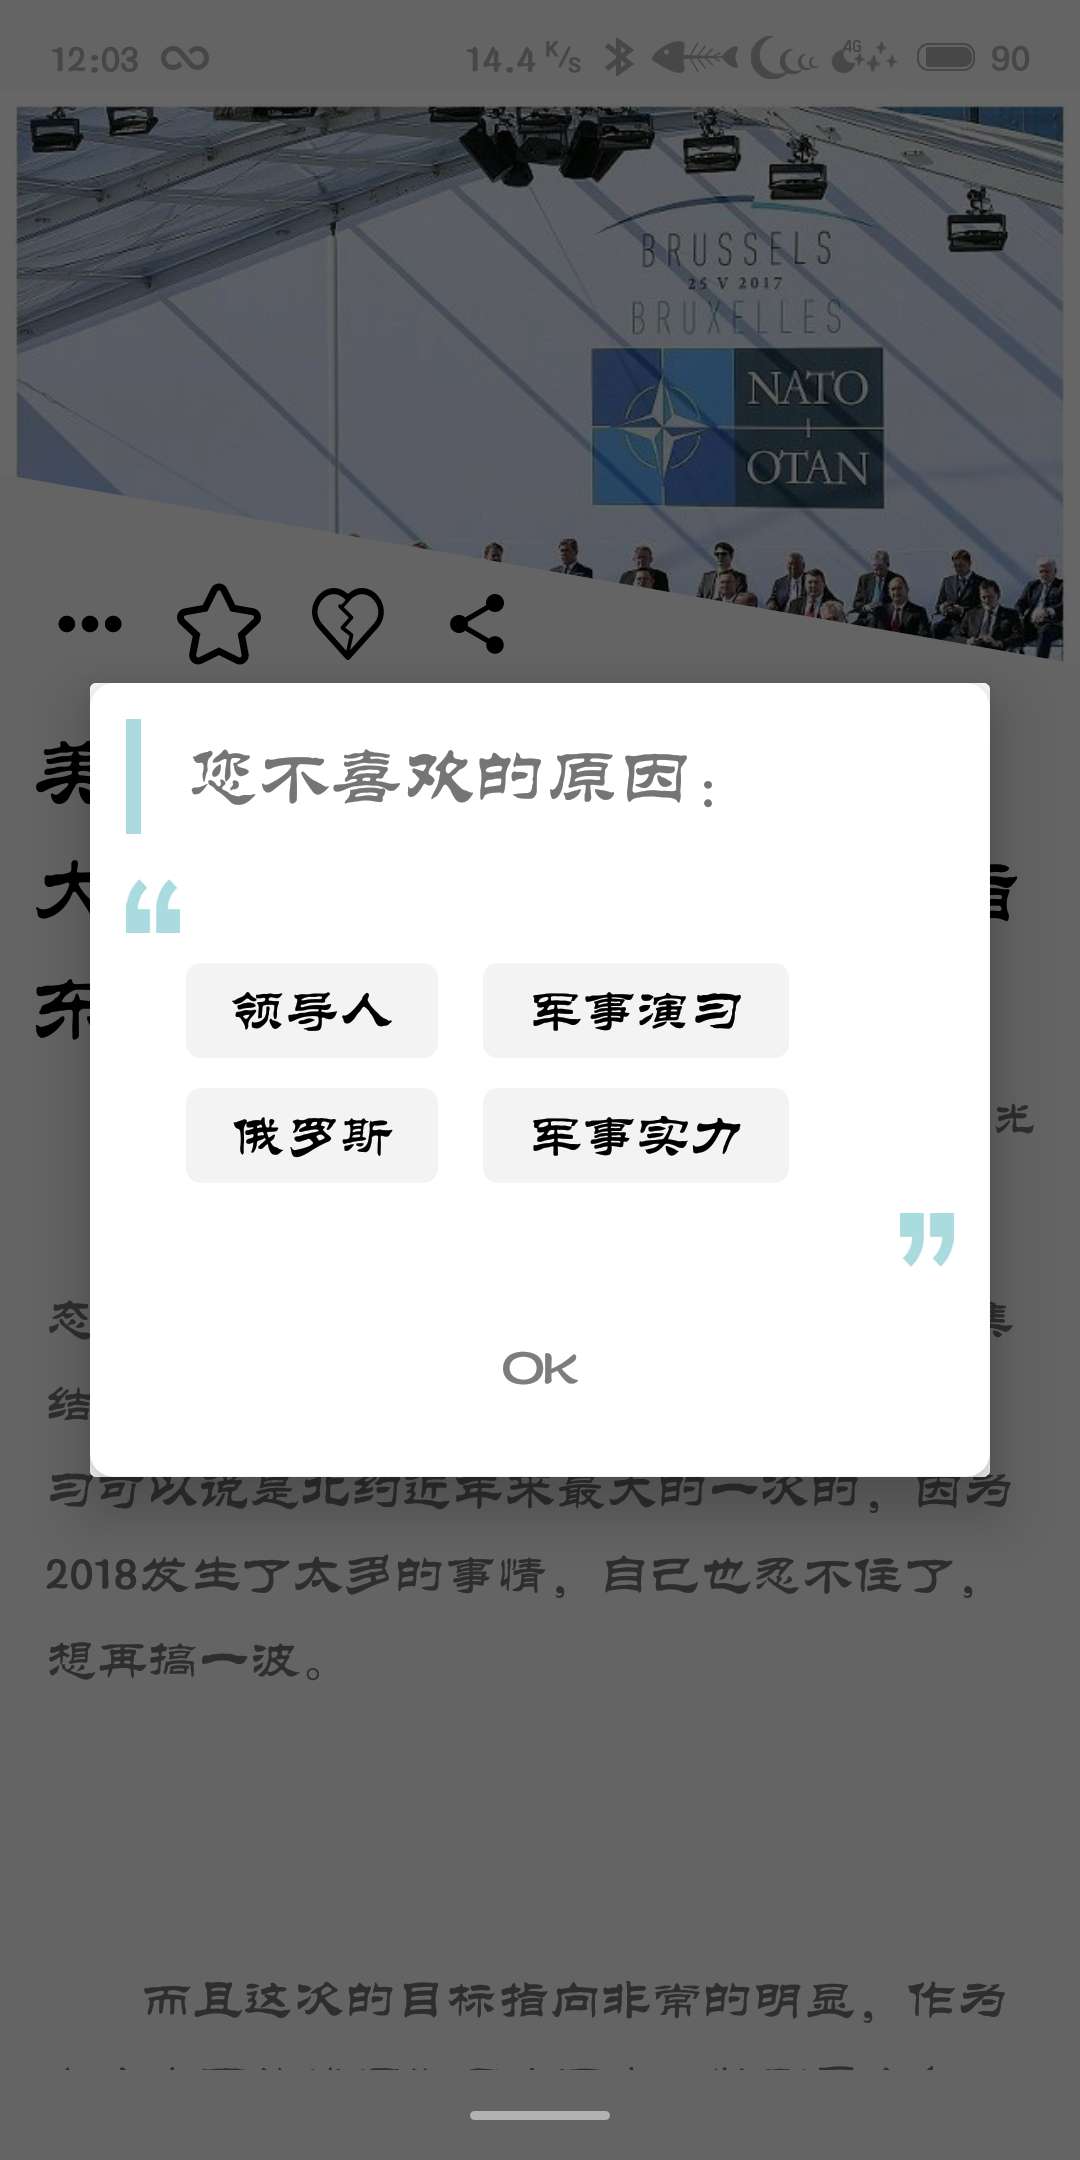 12:03
14.4 K/s
4G
90
BRUSSELS
25 V 2017
BRUXELLES
NATO
OTAN
美
大
东
光
您不喜欢的原因：
领导人
军事演习
俄罗斯
军事实力
OK
态
结
习可以说是北约近年来最大的一次的，因为
2018发生了太多的事情，自己也忍不住了，
想再搞一波。
而且这次的目标指向非常的明显，作为